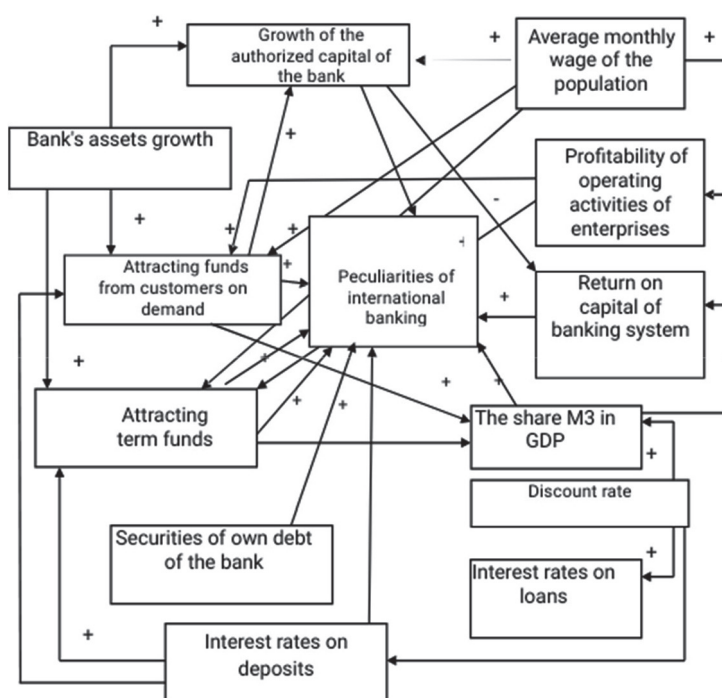 Growth of the
authorized capital of
the bank
Average monthly
wage of the
population
Bank's assets growth
Profitability of
operating
activities of
enterprises
Attracting funds
from customers on
demand
Peculiarities of
international
banking
Return on
capital of
banking system
Attracting
term funds
The share M3 in
GDP
Discount rate
Securities of own debt
of the bank
Interest rates on
loans
Interest rates on
deposits
+
+
+
+
+
+
+
-
+
+
+
+
+
+
+
+
+
+
+